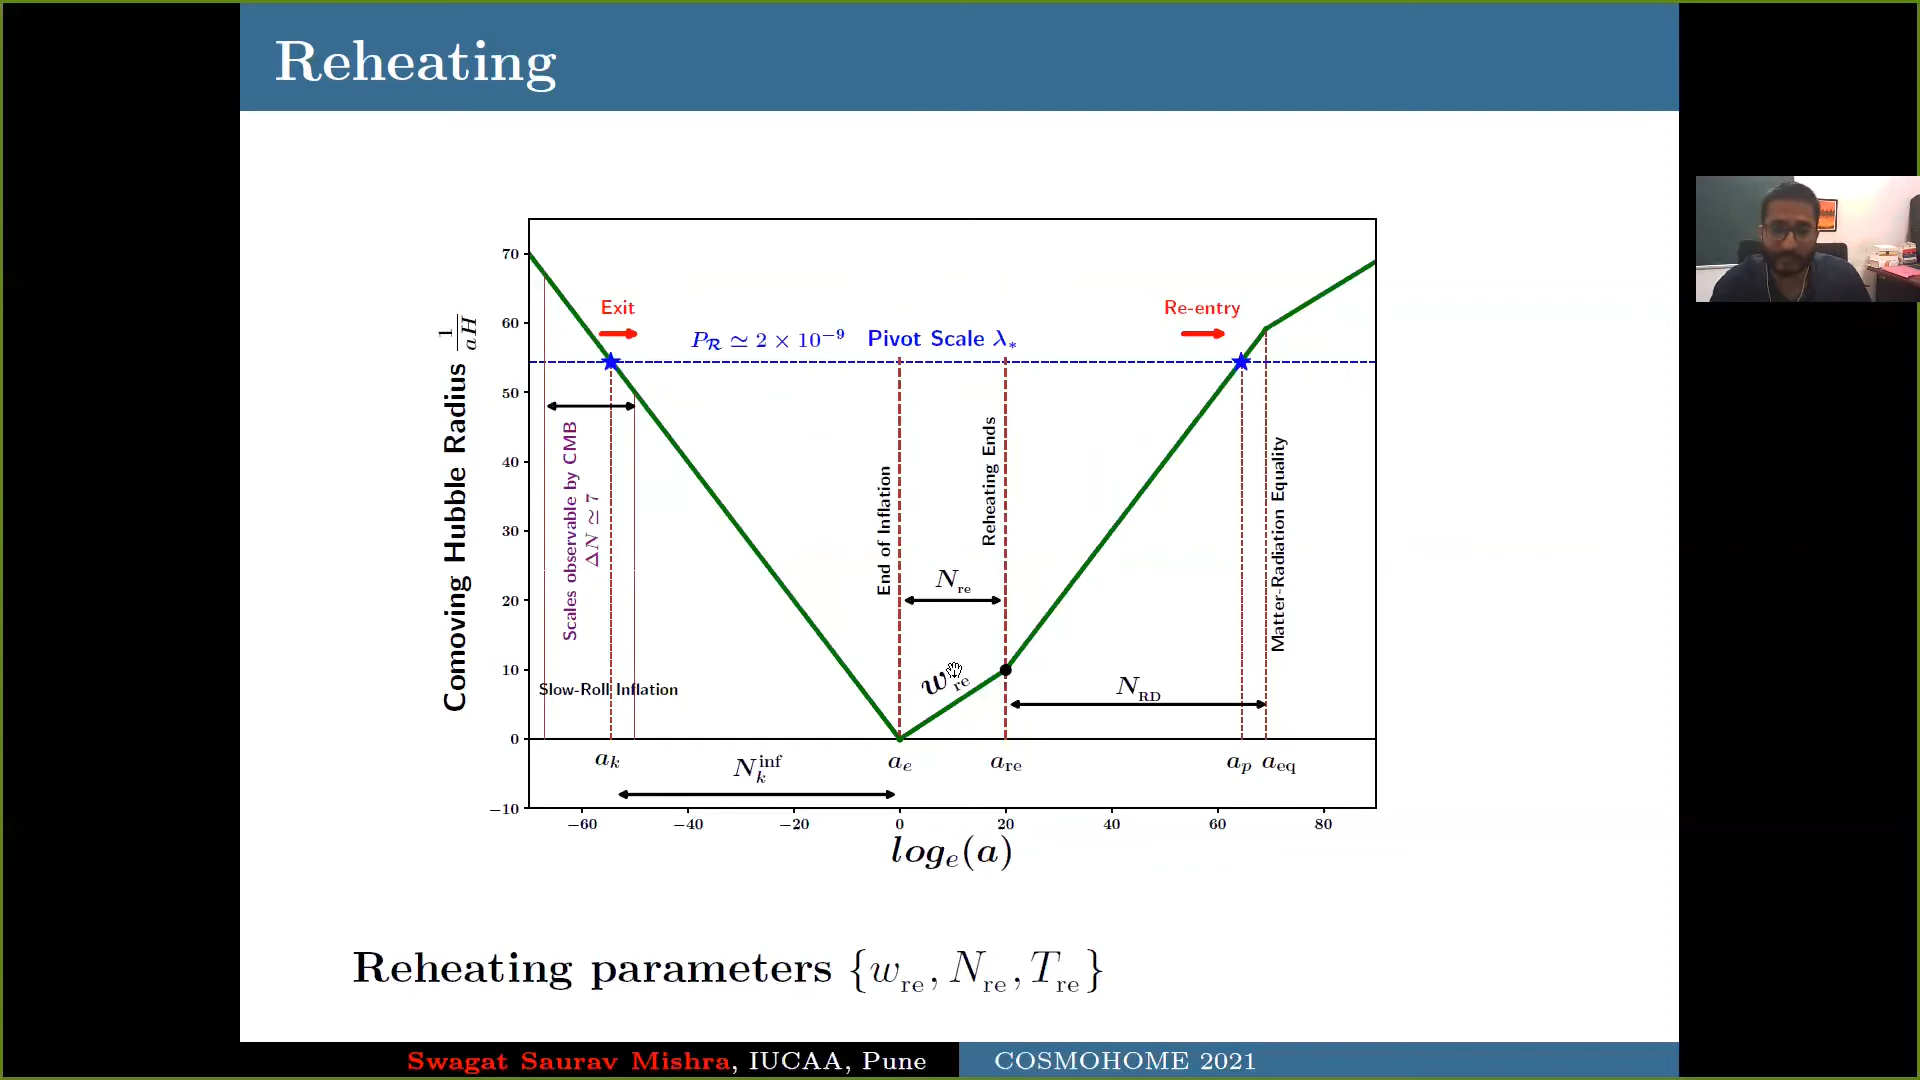 Reheating
Comoving Hubble Radius 1/aH
70
60
50
40
30
20
10
0
−10
Exit
Re-entry
P_ℛ ≃ 2 × 10⁻⁹ Pivot Scale λ_*
Scales observable by CMB
ΔN ≃ 7
End of Inflation
Reheating Ends
Matter-Radiation Equality
N_re
w_re
N_RD
Slow-Roll Inflation
a_k
a_e
a_re
a_p
a_eq
N_k^inf
−60 −40 −20 0 20 40 60 80
log_e(a)
Reheating parameters {w_re, N_re, T_re}
Swagat Saurav Mishra, IUCAA, Pune
COSMOHOME 2021